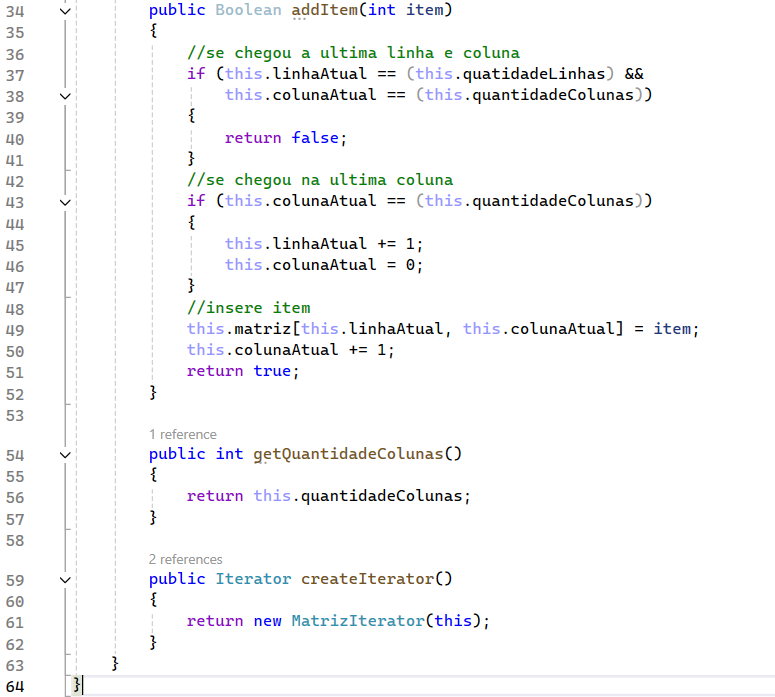 34 public Boolean addItem(int item)
35 {
36 //se chegou a ultima linha e coluna
37 if (this.linhaAtual == (this.quatidadeLinhas) &&
38 this.colunaAtual == (this.quantidadeColunas))
39 {
40 return false;
41 }
42 //se chegou na ultima coluna
43 if (this.colunaAtual == (this.quantidadeColunas))
44 {
45 this.linhaAtual += 1;
46 this.colunaAtual = 0;
47 }
48 //insere item
49 this.matriz[this.linhaAtual, this.colunaAtual] = item;
50 this.colunaAtual += 1;
51 return true;
52 }
53
1 reference
54 public int getQuantidadeColunas()
55 {
56 return this.quantidadeColunas;
57 }
58
2 references
59 public Iterator createIterator()
60 {
61 return new MatrizIterator(this);
62 }
63 }
64 }